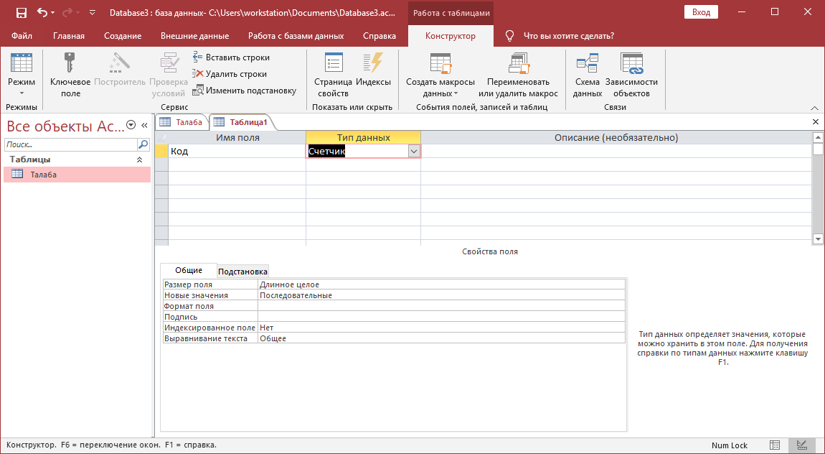 Database3 : база данных- C:\Users\workstation\Documents\Database3.ac...
Работа с таблицами
Вход
Файл
Главная
Создание
Внешние данные
Работа с базами данных
Справка
Конструктор
Что вы хотите сделать?
Режим
Режимы
Ключевое поле
Построитель
Проверка условий
Вставить строки
Удалить строки
Изменить подстановку
Сервис
Страница свойств
Индексы
Показать или скрыть
Создать макросы данных
Переименовать или удалить макрос
События полей, записей и таблиц
Схема данных
Зависимости объектов
Связи
Все объекты Ac...
Поиск...
Таблицы
Талаба
Талаба
Таблица1
Имя поля
Тип данных
Описание (необязательно)
Код
Счетчик
Свойства поля
Общие
Подстановка
Размер поля Длинное целое
Новые значения Последовательные
Формат поля
Подпись
Индексированное поле Нет
Выравнивание текста Общее
Тип данных определяет значения, которые
можно хранить в этом поле. Для получения
справки по типам данных нажмите клавишу
F1.
Конструктор. F6 = переключение окон. F1 = справка.
Num Lock